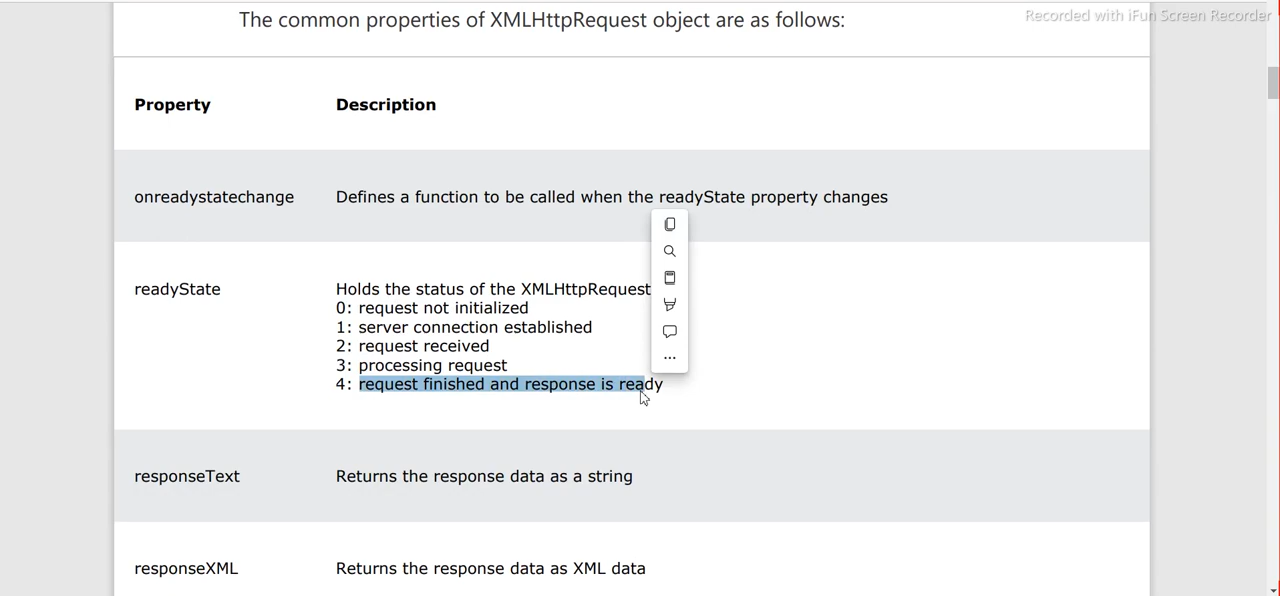 The common properties of XMLHttpRequest object are as follows:
Recorded with iFun Screen Recorder
Property Description
onreadystatechange Defines a function to be called when the readyState property changes
readyState Holds the status of the XMLHttpRequest
0: request not initialized
1: server connection established
2: request received
3: processing request
4: request finished and response is ready
responseText Returns the response data as a string
responseXML Returns the response data as XML data